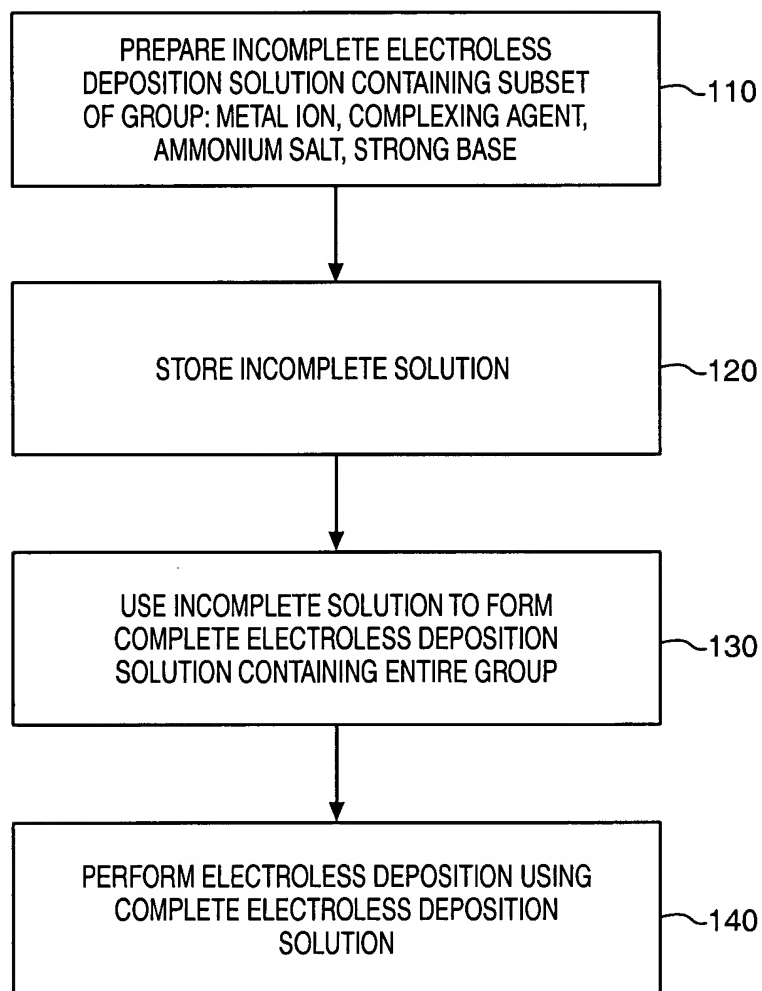 PREPARE INCOMPLETE ELECTROLESS
DEPOSITION SOLUTION CONTAINING SUBSET
OF GROUP: METAL ION, COMPLEXING AGENT,
AMMONIUM SALT, STRONG BASE
110
STORE INCOMPLETE SOLUTION
120
USE INCOMPLETE SOLUTION TO FORM
COMPLETE ELECTROLESS DEPOSITION
SOLUTION CONTAINING ENTIRE GROUP
130
PERFORM ELECTROLESS DEPOSITION USING
COMPLETE ELECTROLESS DEPOSITION
SOLUTION
140